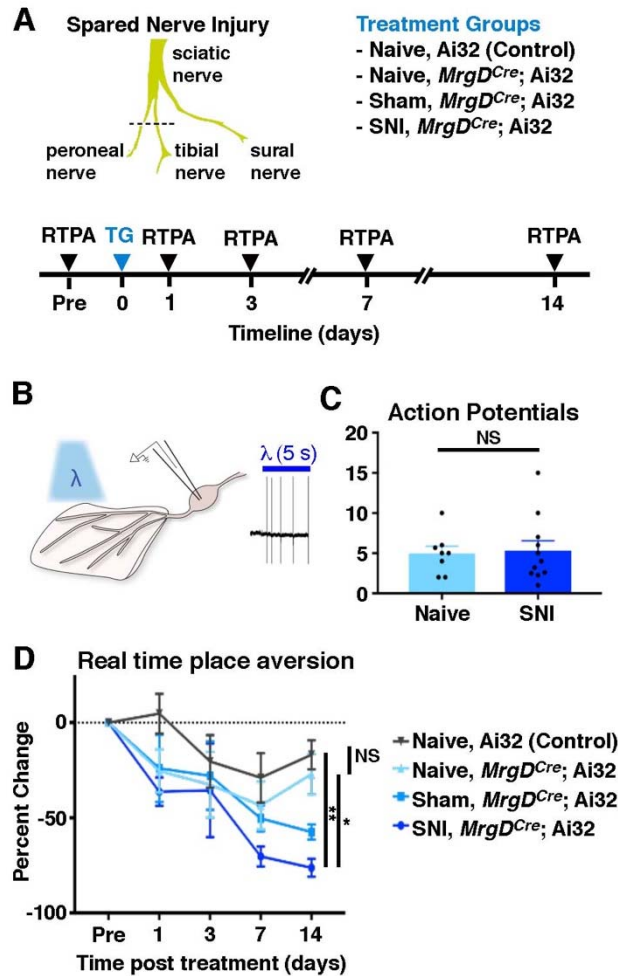 A
Spared Nerve Injury
sciatic
nerve
peroneal
nerve
tibial
nerve
sural
nerve
Treatment Groups
- Naive, Ai32 (Control)
- Naive, MrgD^Cre; Ai32
- Sham, MrgD^Cre; Ai32
- SNI, MrgD^Cre; Ai32
RTPA TG RTPA RTPA RTPA RTPA
Pre 0 1 3 7 14
Timeline (days)
B
λ
λ (5 s)
C
Action Potentials
NS
20
15
10
5
0
Naive SNI
D
Real time place aversion
Percent Change
0
-50
-100
Pre 1 3 7 14
Time post treatment (days)
NS
**
*
Naive, Ai32 (Control)
Naive, MrgD^Cre; Ai32
Sham, MrgD^Cre; Ai32
SNI, MrgD^Cre; Ai32